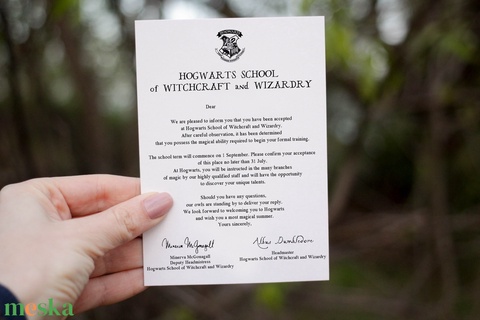 HOGWARTS SCHOOL
of WITCHCRAFT and WIZARDRY
Dear
We are pleased to inform you that you have been accepted
at Hogwarts School of Witchcraft and Wizardry.
After careful observation, it has been determined
that you possess the magical ability required to begin your formal training.
The school term will commence on 1 September. Please confirm your acceptance
of this place no later than 31 July.
At Hogwarts, you will be instructed in the many branches
of magic by our highly qualified staff and will have the opportunity
to discover your unique talents.
Should you have any questions,
our owls are standing by to deliver your reply.
We look forward to welcoming you to Hogwarts
and wish you a most magical summer.
Yours sincerely,
Minerva McGonagall
Albus Dumbledore
Minerva McGonagall
Deputy Headmistress
Hogwarts School of Witchcraft and Wizardry
Headmaster
Hogwarts School of Witchcraft and Wizardry
meska